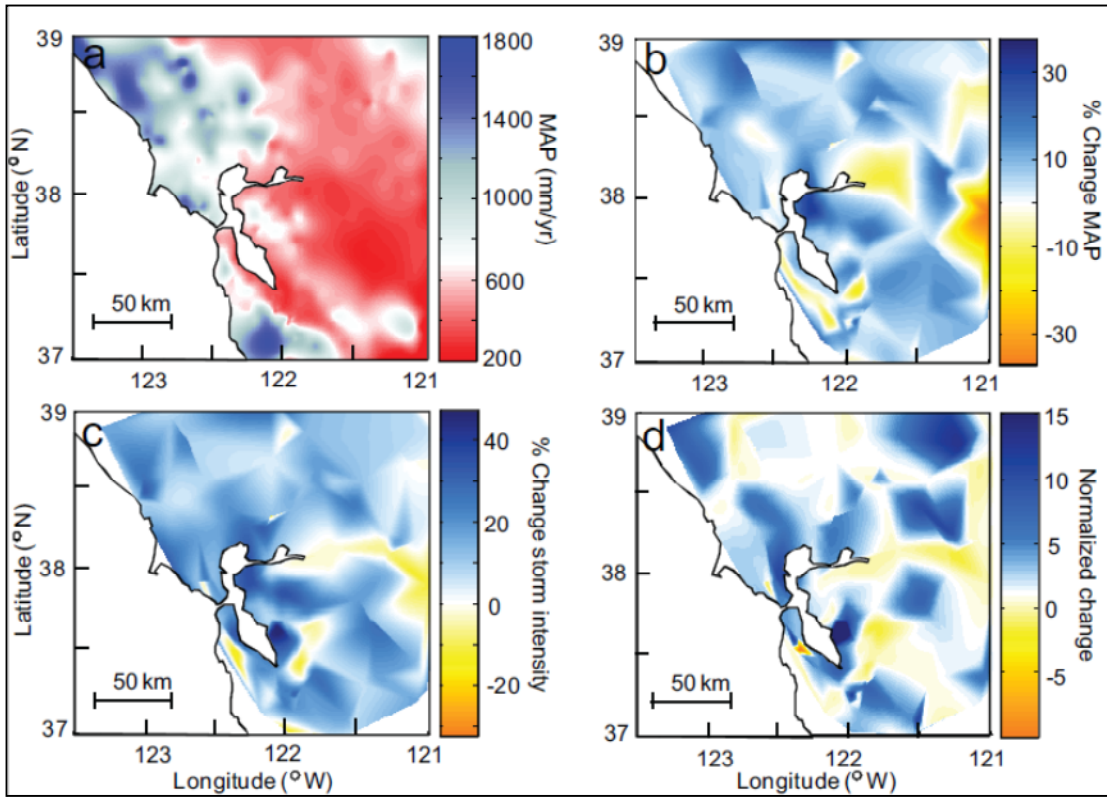 a
39
38
37
Latitude (° N)
50 km
123
122
121
1800
1400
1000
600
200
MAP (mm/yr)
b
39
38
37
50 km
123
122
121
30
10
-10
-30
% Change MAP
c
39
38
37
Latitude (° N)
50 km
123
122
121
Longitude (° W)
40
20
0
-20
% Change storm intensity
d
39
38
37
50 km
123
122
121
Longitude (° W)
15
10
5
0
-5
Normalized change